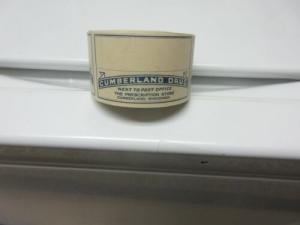 CUMBERLAND DRUG
NEXT TO POST OFFICE
THE PRESCRIPTION STORE
CUMBERLAND, WISCONSIN